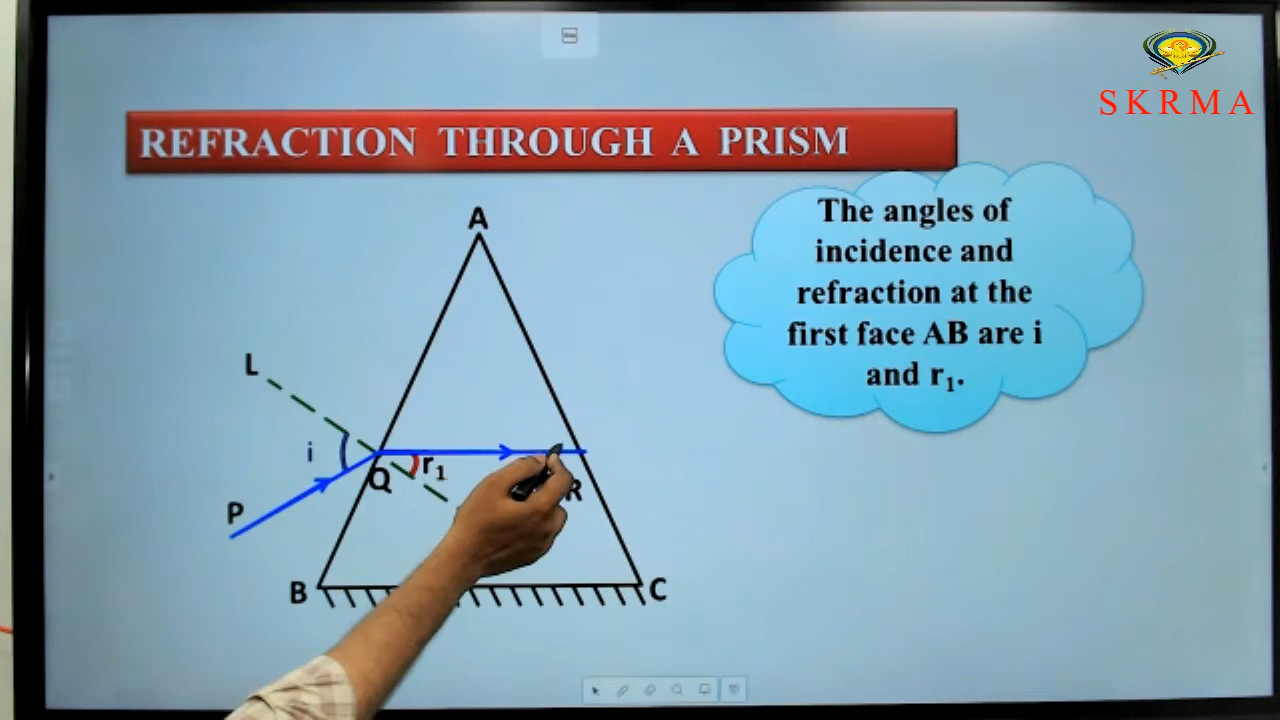 SKRMA
REFRACTION THROUGH A PRISM
The angles of
incidence and
refraction at the
first face AB are i
and r₁.
A
L
i
Q
r₁
P
R
B
C